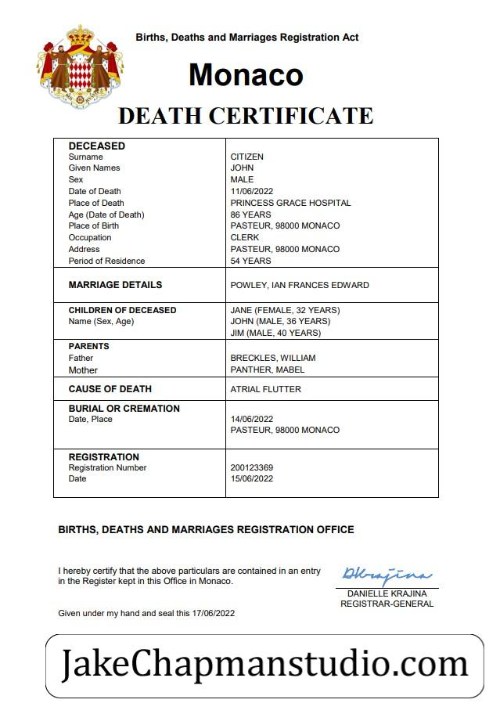 Births, Deaths and Marriages Registration Act
Monaco
DEATH CERTIFICATE
DECEASED
Surname CITIZEN
Given Names JOHN
Sex MALE
Date of Death 11/06/2022
Place of Death PRINCESS GRACE HOSPITAL
Age (Date of Death) 86 YEARS
Place of Birth PASTEUR, 98000 MONACO
Occupation CLERK
Address PASTEUR, 98000 MONACO
Period of Residence 54 YEARS
MARRIAGE DETAILS POWLEY, IAN FRANCES EDWARD
CHILDREN OF DECEASED JANE (FEMALE, 32 YEARS)
Name (Sex, Age) JOHN (MALE, 36 YEARS)
JIM (MALE, 40 YEARS)
PARENTS
Father BRECKLES, WILLIAM
Mother PANTHER, MABEL
CAUSE OF DEATH ATRIAL FLUTTER
BURIAL OR CREMATION
Date, Place 14/06/2022
PASTEUR, 98000 MONACO
REGISTRATION
Registration Number 200123369
Date 15/06/2022
BIRTHS, DEATHS AND MARRIAGES REGISTRATION OFFICE
I hereby certify that the above particulars are contained in an entry
in the Register kept in this Office in Monaco.
DKrajina
DANIELLE KRAJINA
REGISTRAR-GENERAL
Given under my hand and seal this 17/06/2022
JakeChapmanstudio.com